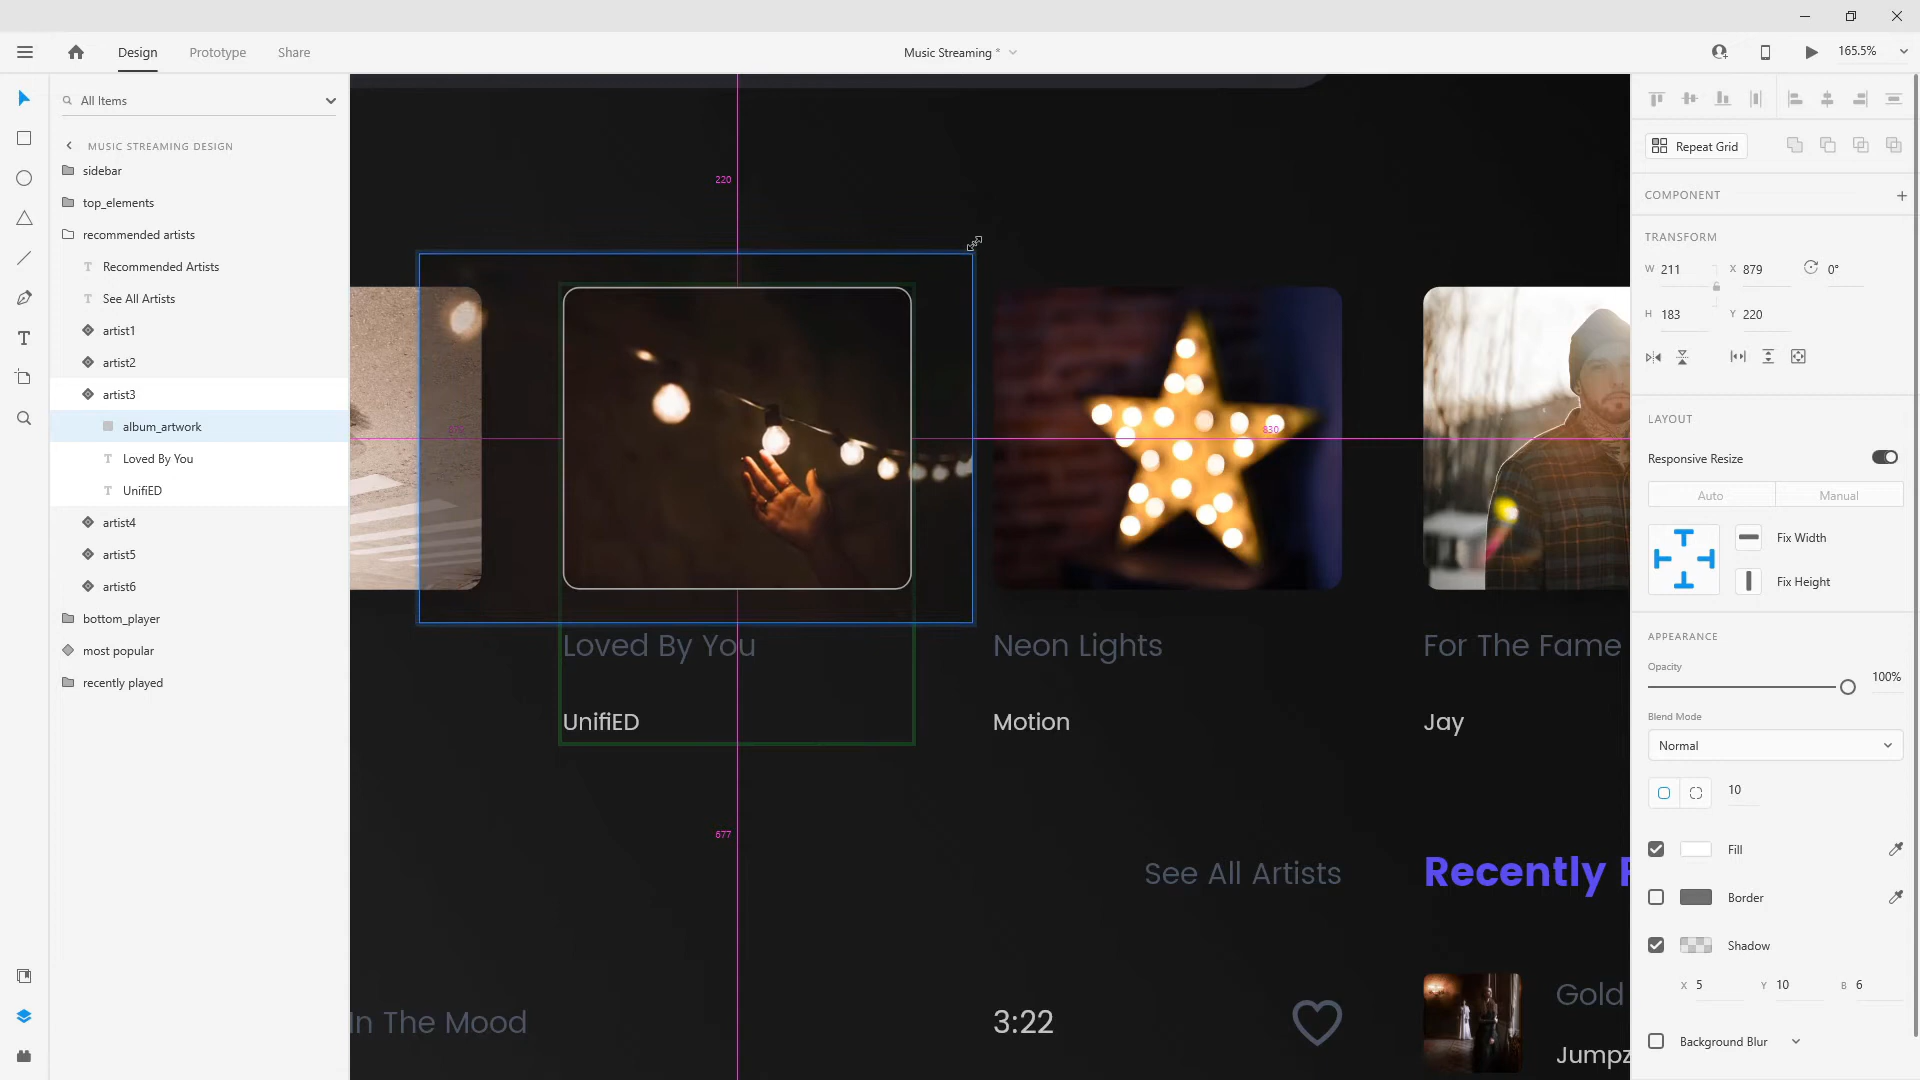 Design
Prototype
Share
Music Streaming *
165.5%
All Items
MUSIC STREAMING DESIGN
sidebar
top_elements
recommended artists
T Recommended Artists
T See All Artists
artist1
artist2
artist3
album_artwork
T Loved By You
T UnifiED
artist4
artist5
artist6
bottom_player
most popular
recently played
220
879
830
677
Loved By You
UnifiED
Neon Lights
Motion
For The Fame
Jay
See All Artists
Recently
In The Mood
3:22
Gold
Jumpz
Repeat Grid
COMPONENT
TRANSFORM
W 211
X 879
0°
H 183
Y 220
LAYOUT
Responsive Resize
Auto
Manual
Fix Width
Fix Height
APPEARANCE
Opacity
100%
Blend Mode
Normal
10
Fill
Border
Shadow
X 5
Y 10
B 6
Background Blur